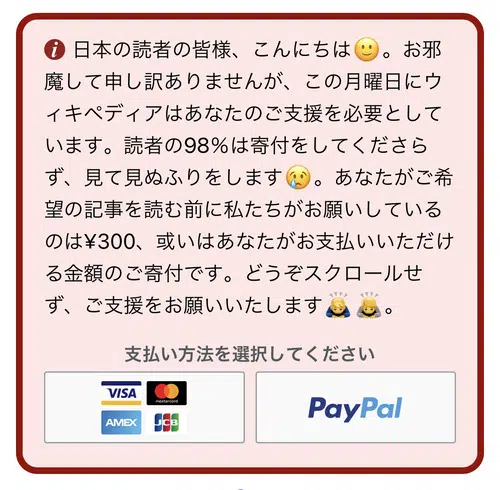 日本の読者の皆様、こんにちは🙂。お邪
魔して申し訳ありませんが、この月曜日にウ
ィキペディアはあなたのご支援を必要として
います。読者の98%は寄付をしてくださら
ず、見て見ぬふりをします😢。あなたがご希
望の記事を読む前に私たちがお願いしている
のは¥300、或いはあなたがお支払いいただけ
る金額のご寄付です。どうぞスクロールせ
ず、ご支援をお願いいたします🙇‍♂️🙇‍♀️。
支払い方法を選択してください
VISA mastercard
AMEX JCB
PayPal